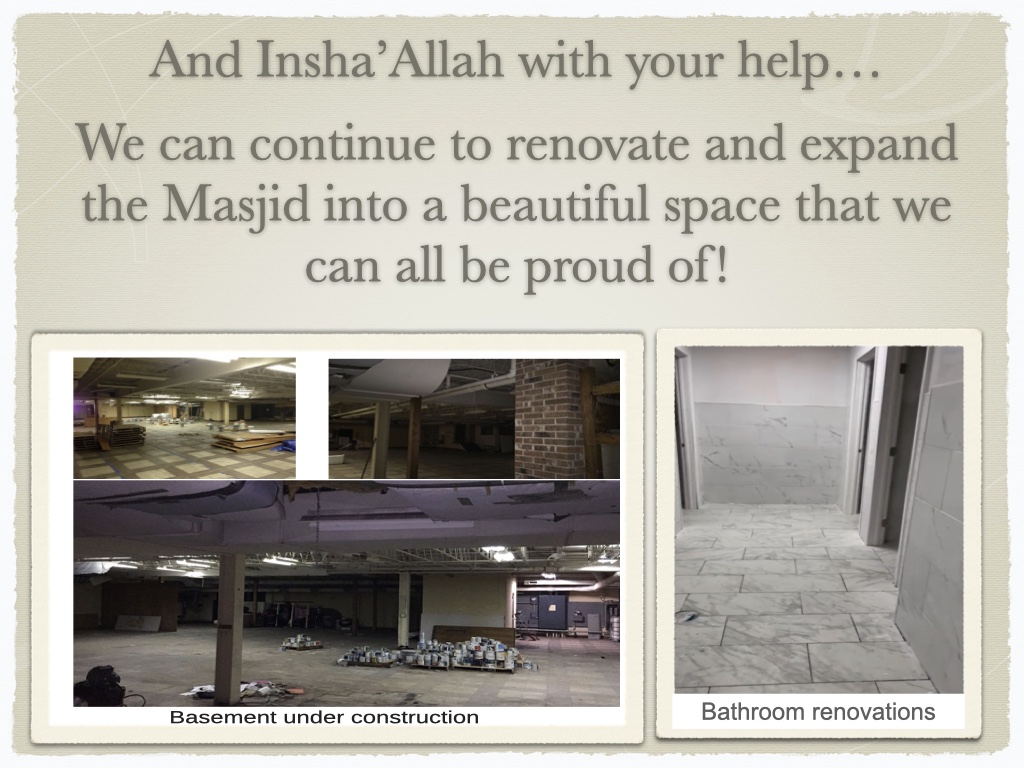 And Insha’Allah with your help…
We can continue to renovate and expand
the Masjid into a beautiful space that we
can all be proud of!
Basement under construction
Bathroom renovations